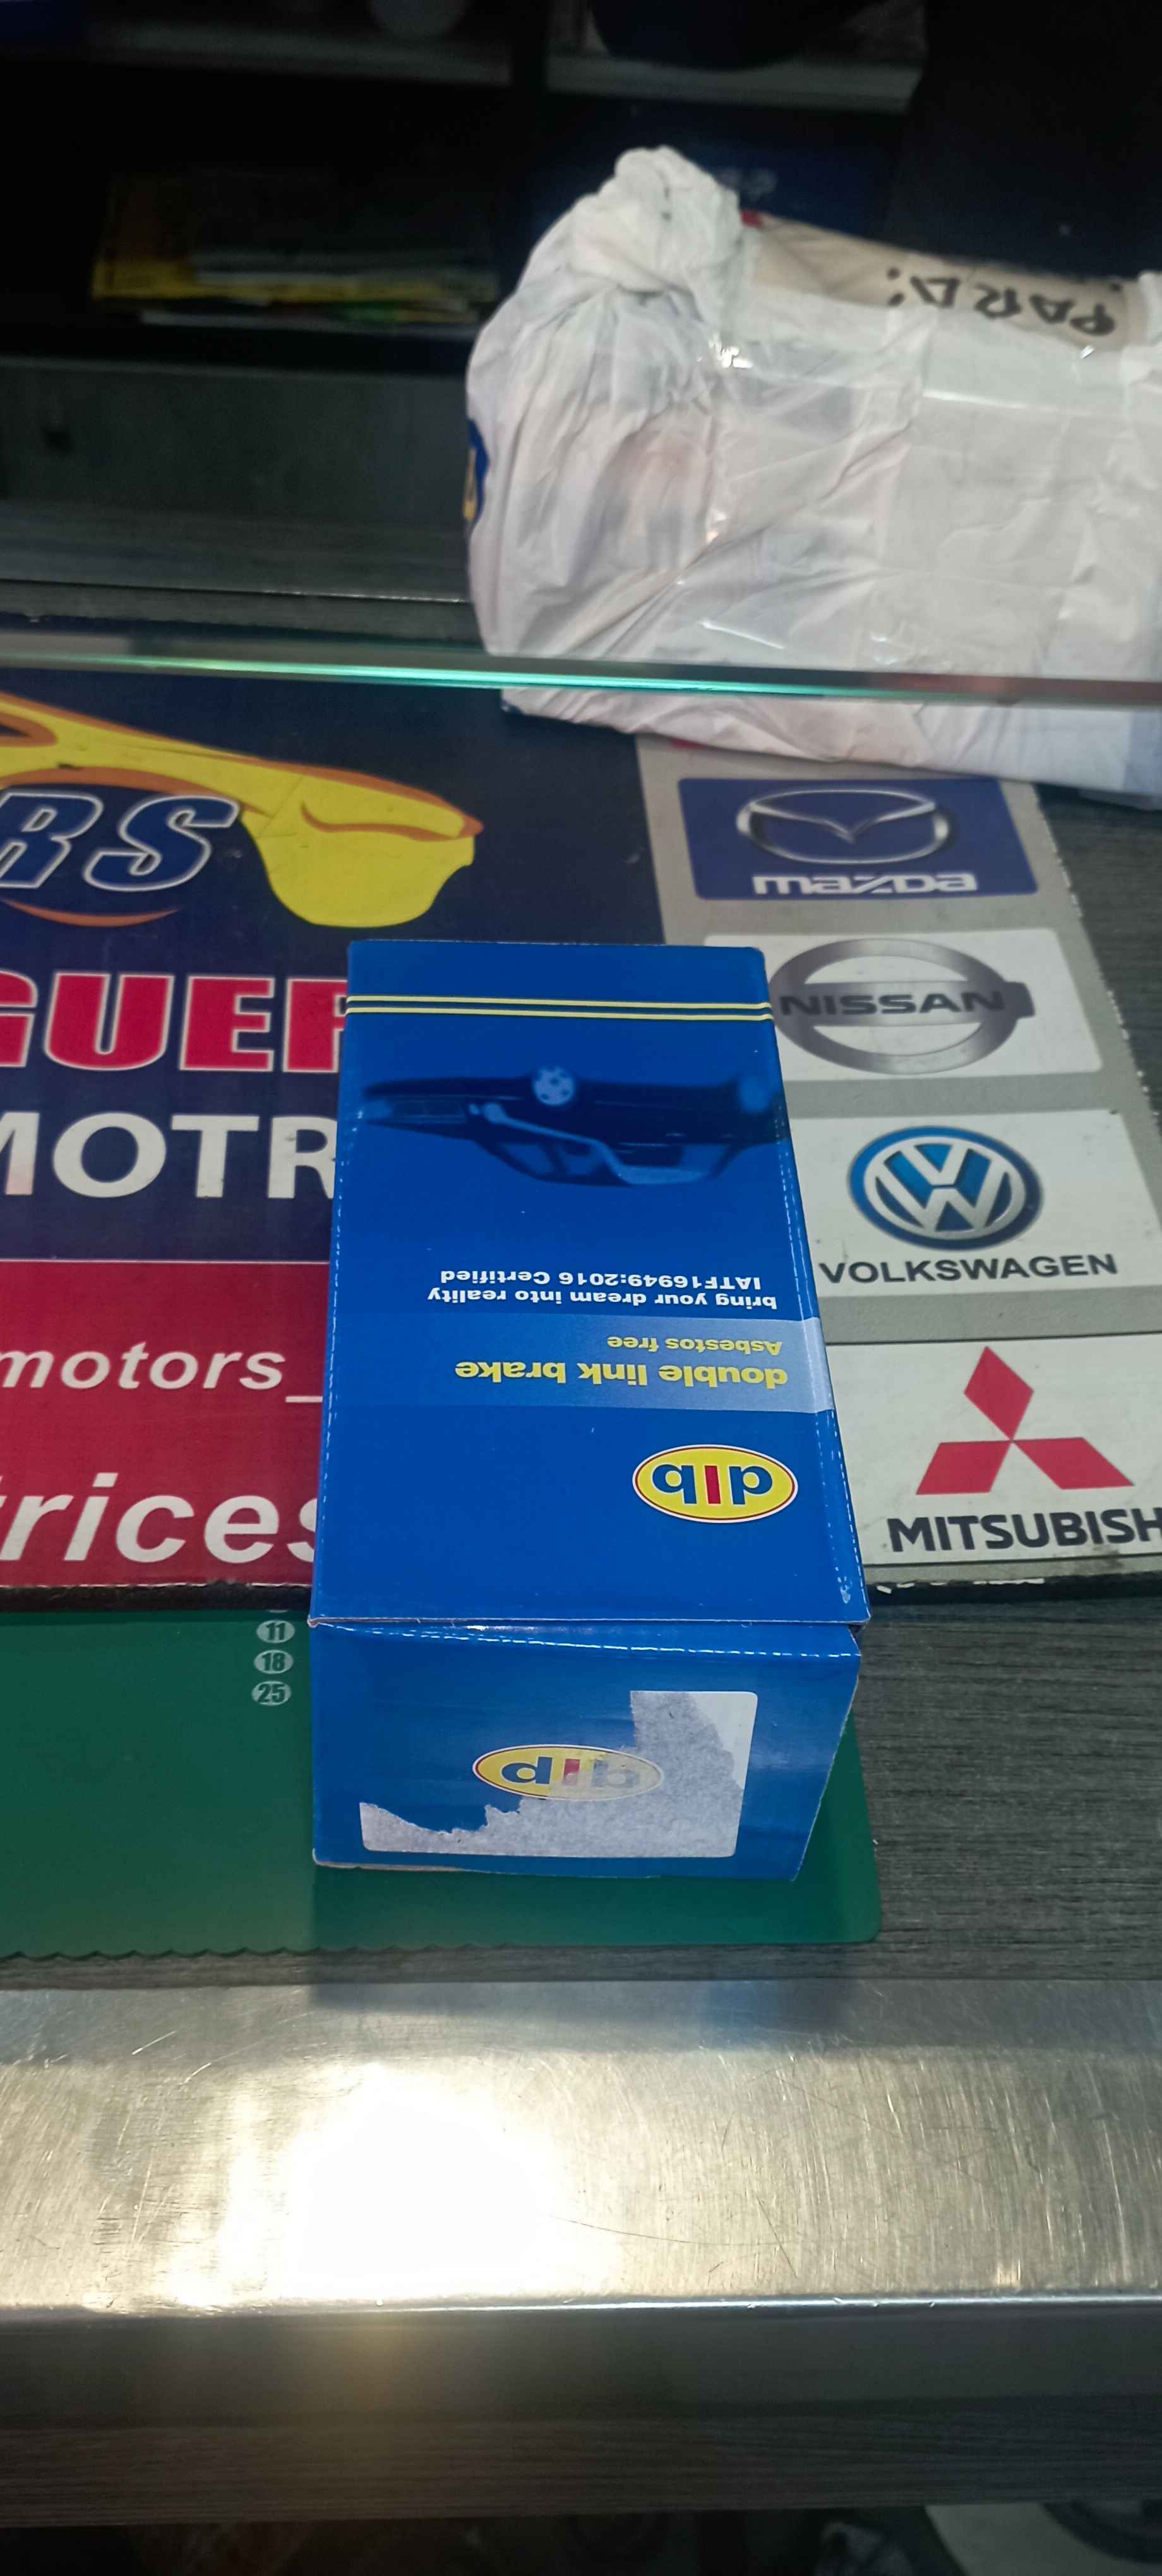 PARA:
RS
mazDa
GUER
NISSAN
MOTR
VOLKSWAGEN
motors_
MITSUBISH
rices
IATF16949:2016 Certified
bring your dream into reality
Asbestos free
double link brake
dlb
11
18
25
dlb